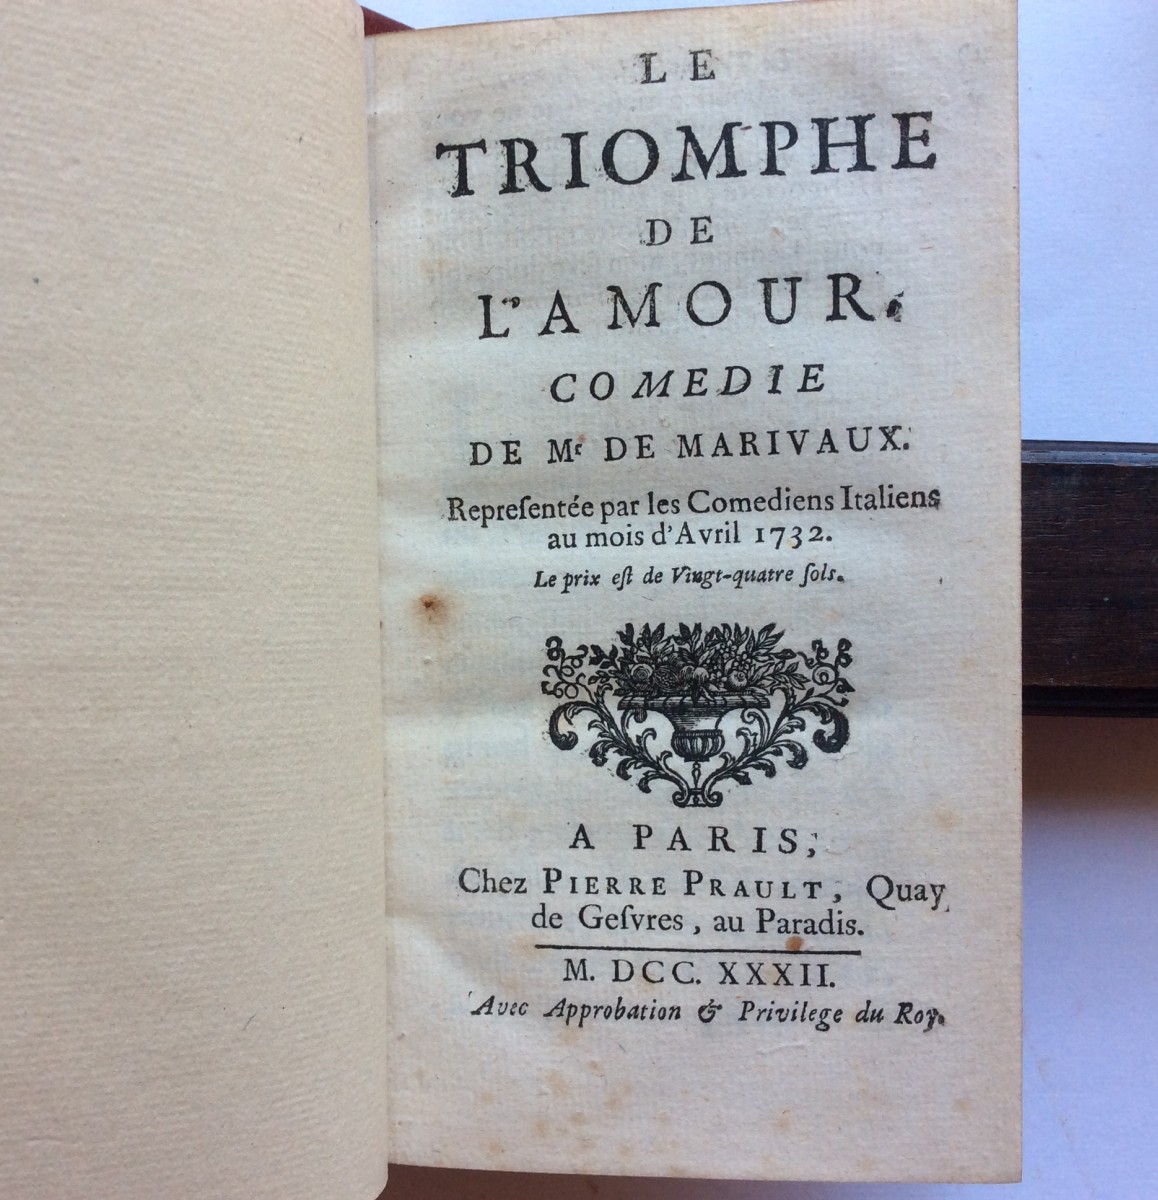 LE
TRIOMPHE
DE
L'AMOUR.
COMEDIE
DE Mr DE MARIVAUX.
Repreſentée par les Comediens Italiens
au mois d'Avril 1732.
Le prix eſt de Vingt-quatre ſols.
A PARIS,
Chez PIERRE PRAULT, Quay
de Geſvres, au Paradis.
M. DCC. XXXII.
Avec Approbation & Privilege du Roy.